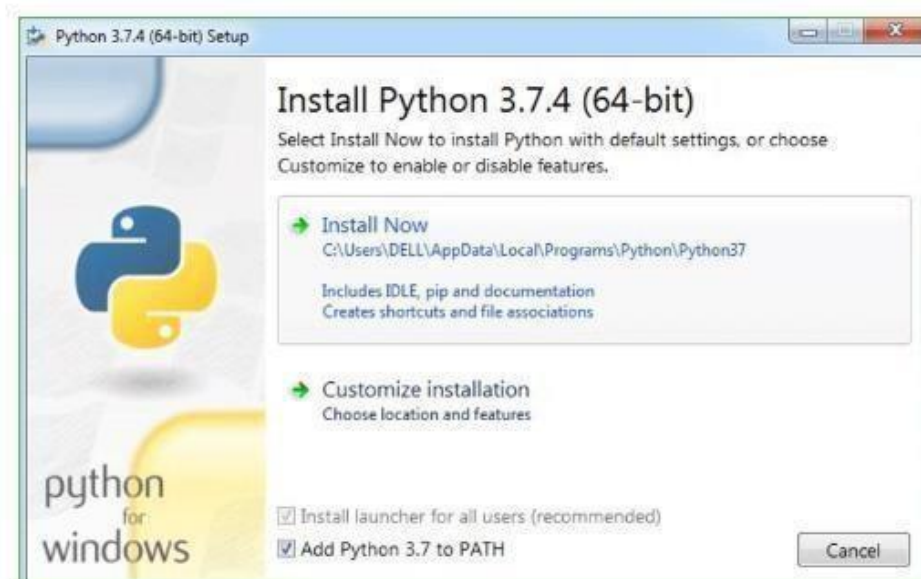 Python 3.7.4 (64-bit) Setup
Install Python 3.7.4 (64-bit)
Select Install Now to install Python with default settings, or choose
Customize to enable or disable features.
Install Now
C:\Users\DELL\AppData\Local\Programs\Python\Python37
Includes IDLE, pip and documentation
Creates shortcuts and file associations
Customize installation
Choose location and features
python
for
windows
Install launcher for all users (recommended)
Add Python 3.7 to PATH
Cancel